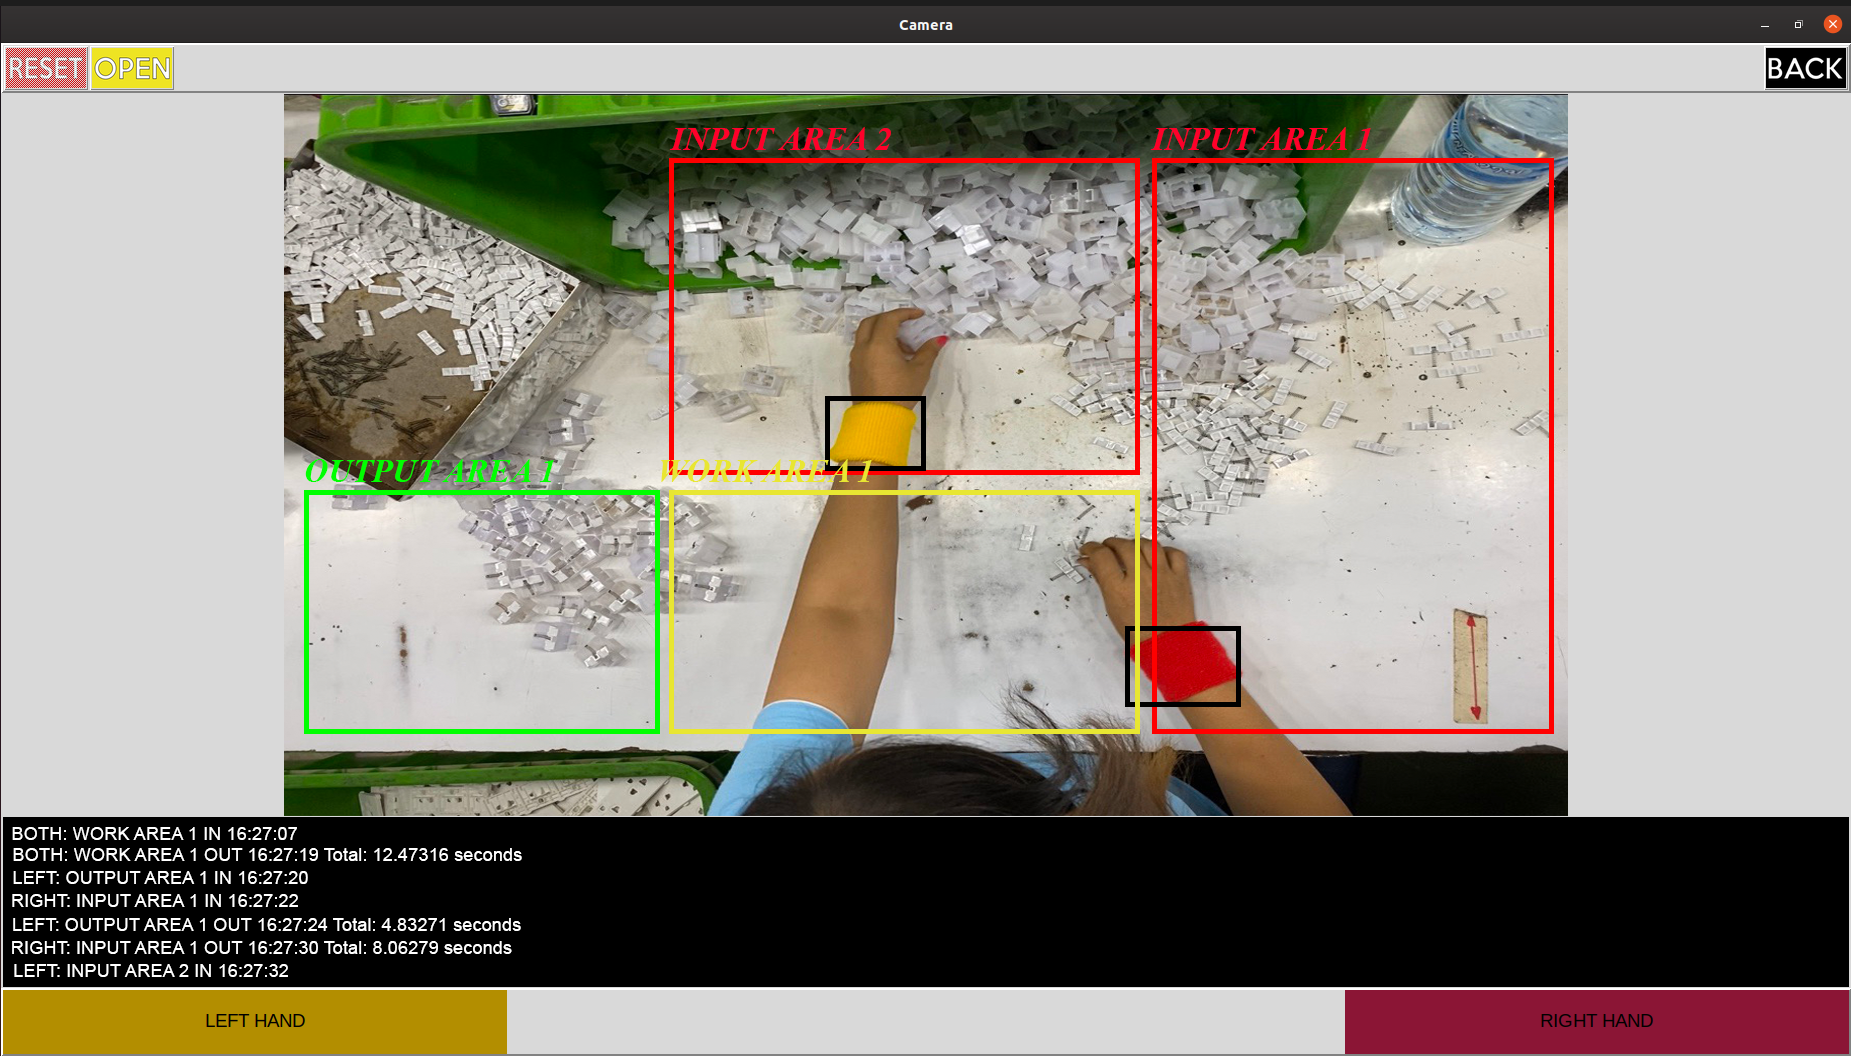 Camera
RESET OPEN BACK
INPUT AREA 2 INPUT AREA 1
OUTPUT AREA 1 WORK AREA 1
BOTH: WORK AREA 1 IN 16:27:07
BOTH: WORK AREA 1 OUT 16:27:19 Total: 12.47316 seconds
LEFT: OUTPUT AREA 1 IN 16:27:20
RIGHT: INPUT AREA 1 IN 16:27:22
LEFT: OUTPUT AREA 1 OUT 16:27:24 Total: 4.83271 seconds
RIGHT: INPUT AREA 1 OUT 16:27:30 Total: 8.06279 seconds
LEFT: INPUT AREA 2 IN 16:27:32
LEFT HAND RIGHT HAND